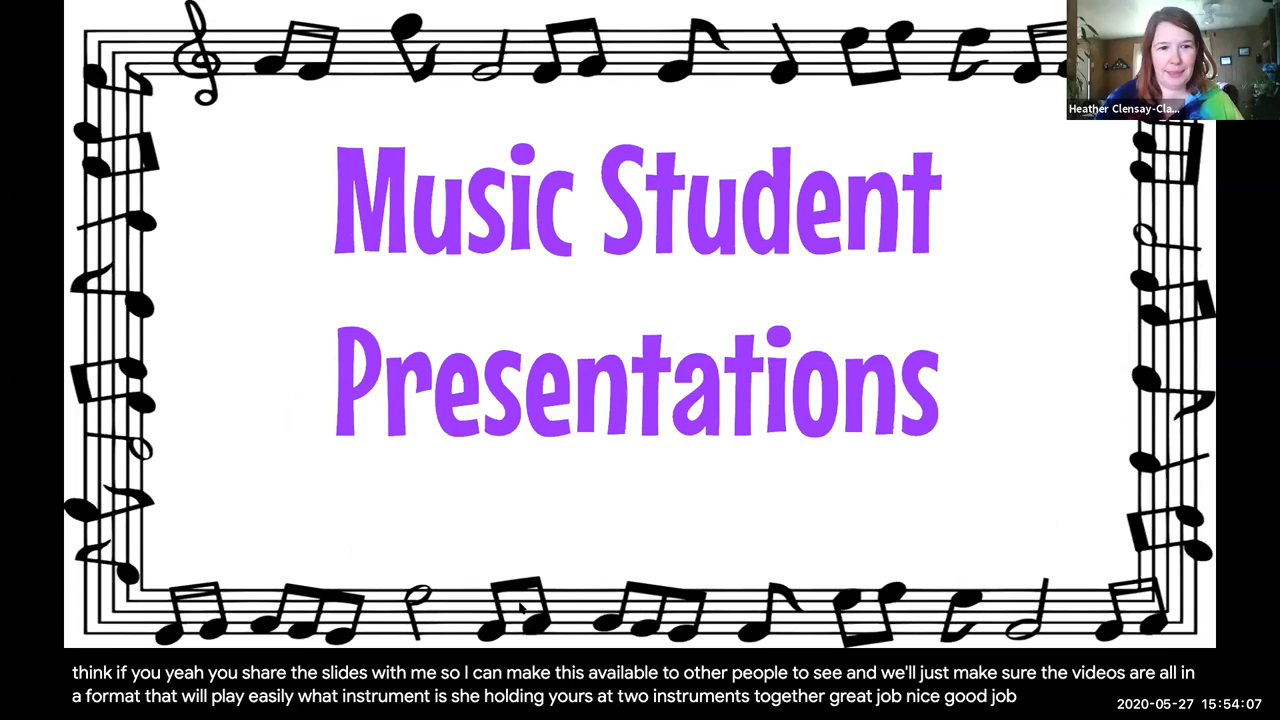 Heather Clensay-Cla...
Music Student
Presentations
think if you yeah you share the slides with me so I can make this available to other people to see and we'll just make sure the videos are all in
a format that will play easily what instrument is she holding yours at two instruments together great job nice good job
2020-05-27 15:54:07